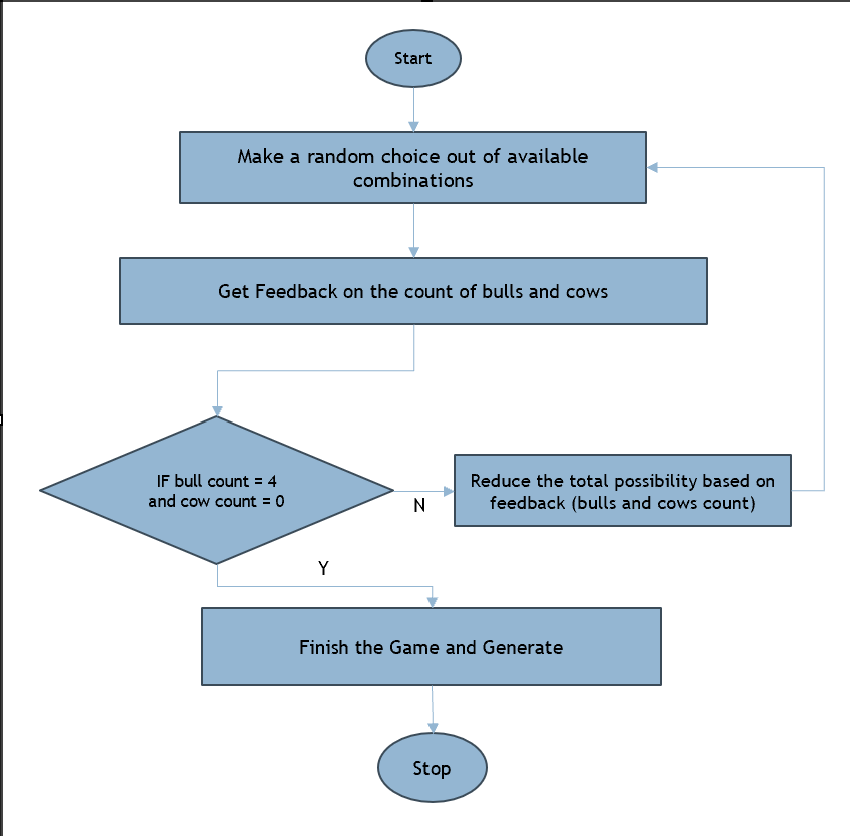 Start
Make a random choice out of available
combinations
Get Feedback on the count of bulls and cows
IF bull count = 4
and cow count = 0
N
Reduce the total possibility based on
feedback (bulls and cows count)
Y
Finish the Game and Generate
Stop